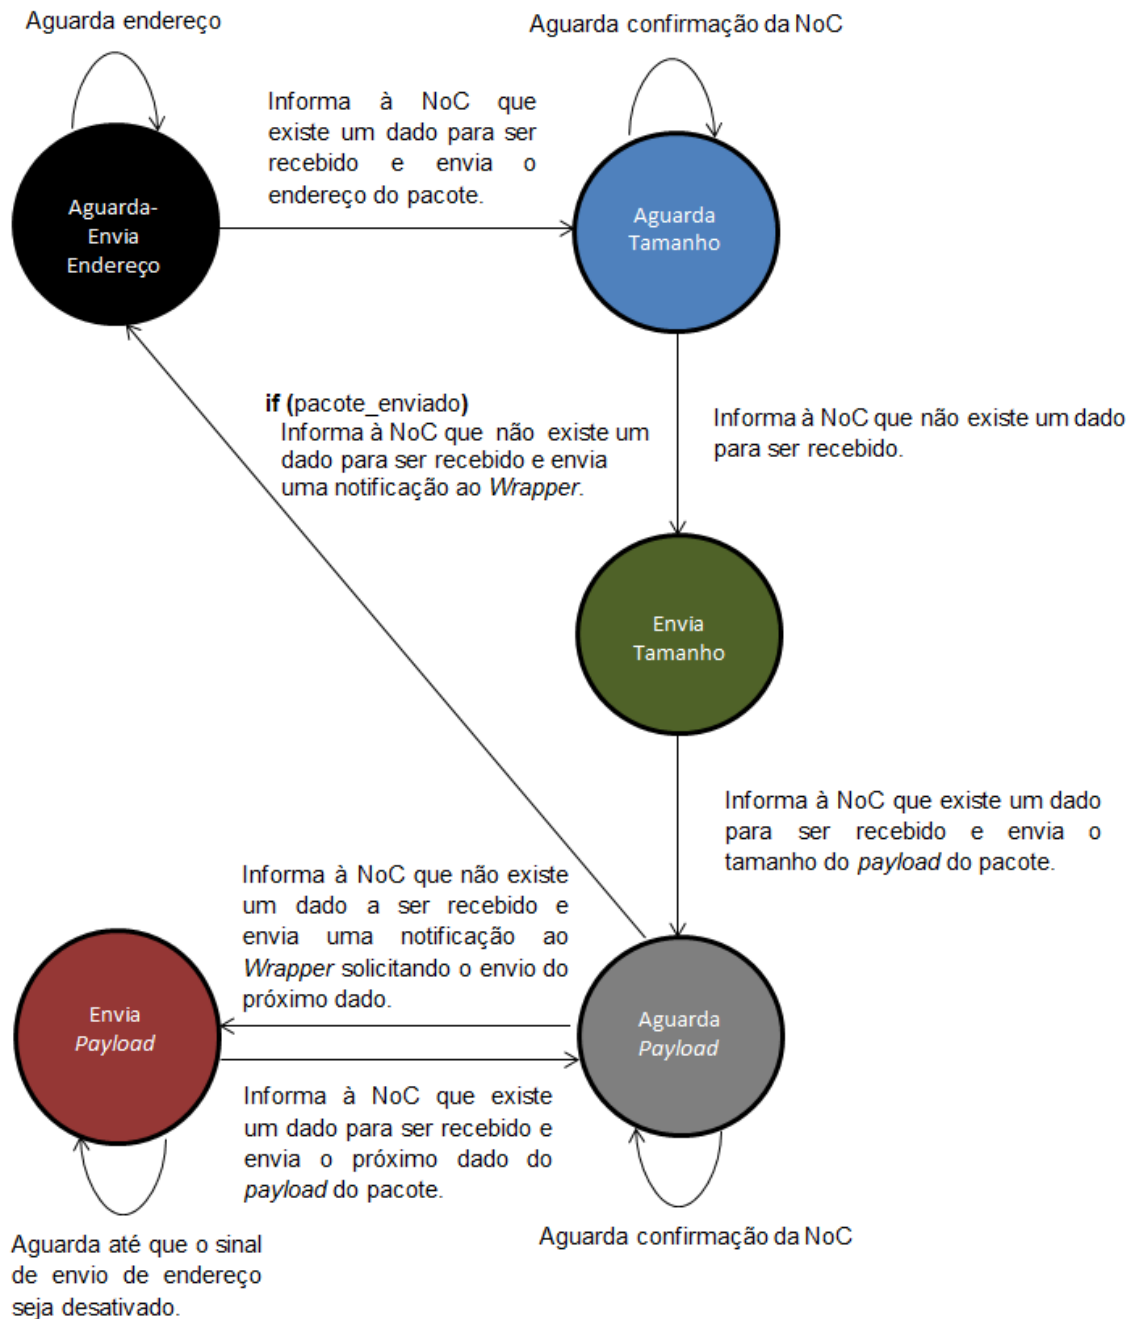 Aguarda endereço
Aguarda confirmação da NoC
Informa à NoC que
existe um dado para ser
recebido e envia o
endereço do pacote.
Aguarda-
Envia
Endereço
Aguarda
Tamanho
if (pacote_enviado)
Informa à NoC que não existe um
dado para ser recebido e envia
uma notificação ao Wrapper.
Informa à NoC que não existe um dado
para ser recebido.
Envia
Tamanho
Informa à NoC que existe um dado
para ser recebido e envia o
tamanho do payload do pacote.
Informa à NoC que não existe
um dado a ser recebido e
envia uma notificação ao
Wrapper solicitando o envio do
próximo dado.
Envia
Payload
Aguarda
Payload
Informa à NoC que existe
um dado para ser recebido e
envia o próximo dado do
payload do pacote.
Aguarda até que o sinal
de envio de endereço
seja desativado.
Aguarda confirmação da NoC